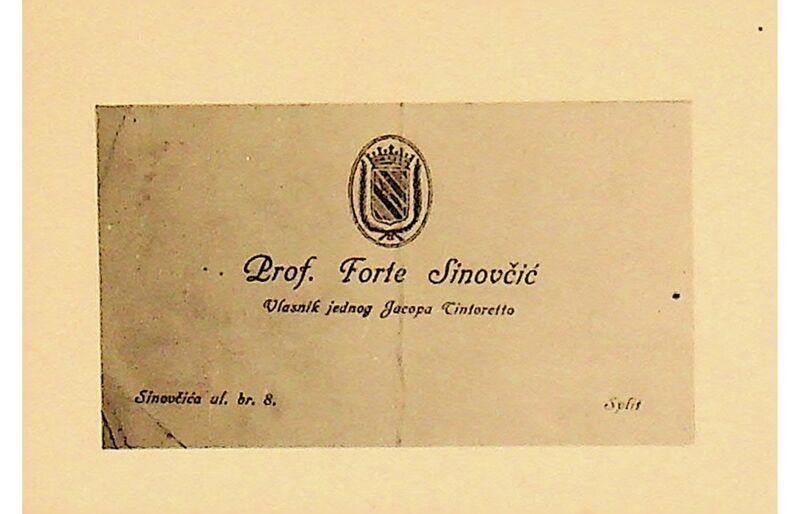 Prof. Forte Sinovčić
Vlasnik jednog Jacopa Tintoretto
Sinovčića ul. br. 8.
Split